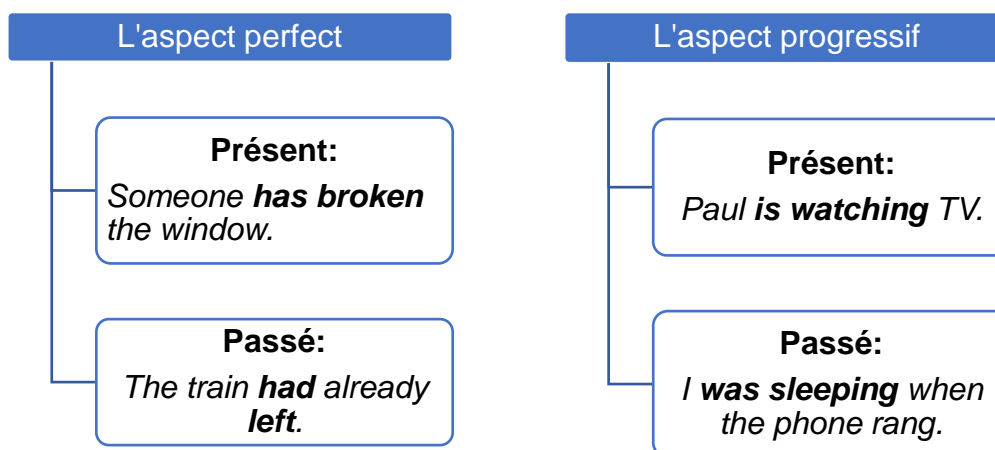 L'aspect perfect
Présent:
Someone has broken
the window.
Passé:
The train had already
left.
L'aspect progressif
Présent:
Paul is watching TV.
Passé:
I was sleeping when
the phone rang.